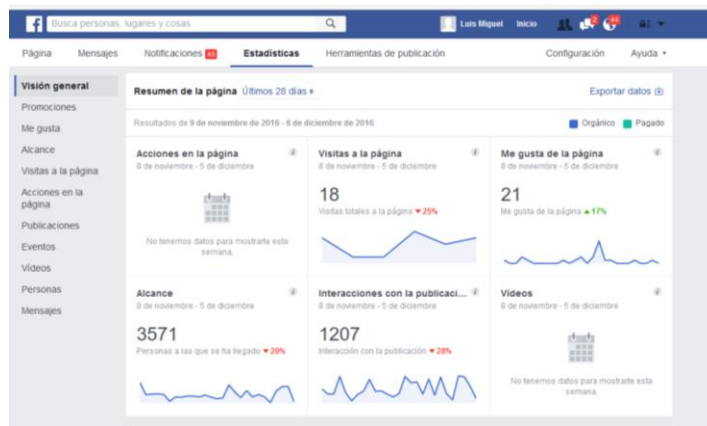 f Busca personas, lugares y cosas Luis Miguel Inicio
Página Mensajes Notificaciones 43 Estadísticas Herramientas de publicación Configuración Ayuda
Visión general
Promociones
Me gusta
Alcance
Visitas a la página
Acciones en la
página
Publicaciones
Eventos
Vídeos
Personas
Mensajes
Resumen de la página Últimos 28 días
Exportar datos
Resultados de 9 de noviembre de 2016 - 6 de diciembre de 2016
Orgánico Pagado
Acciones en la página
8 de noviembre - 5 de diciembre
No tenemos datos para mostrarte esta
semana.
Visitas a la página
8 de noviembre - 5 de diciembre
18
Visitas totales a la página 25%
Me gusta de la página
8 de noviembre - 5 de diciembre
21
Me gusta de la página 17%
Alcance
8 de noviembre - 5 de diciembre
3571
Personas a las que se ha llegado 20%
Interacciones con la publicaci...
8 de noviembre - 5 de diciembre
1207
Interacción con la publicación 28%
Vídeos
8 de noviembre - 5 de diciembre
No tenemos datos para mostrarte esta
semana.